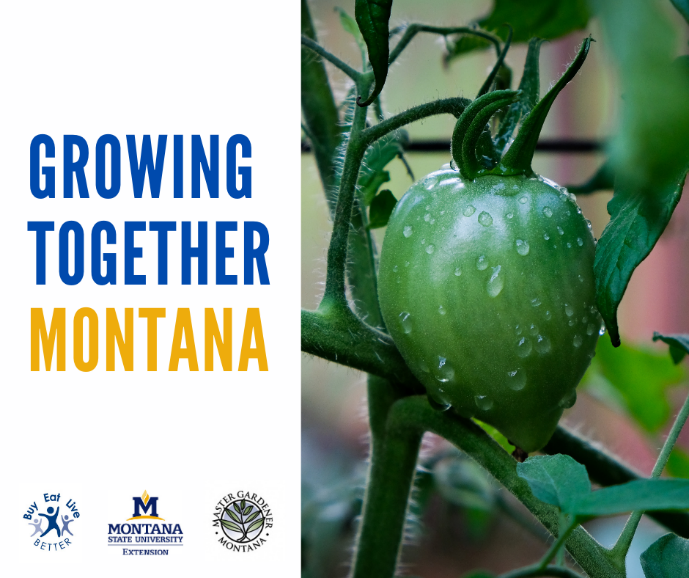 GROWING
TOGETHER
MONTANA
Buy Eat Live
BETTER
M
MONTANA
STATE UNIVERSITY
EXTENSION
MASTER GARDENER
MONTANA